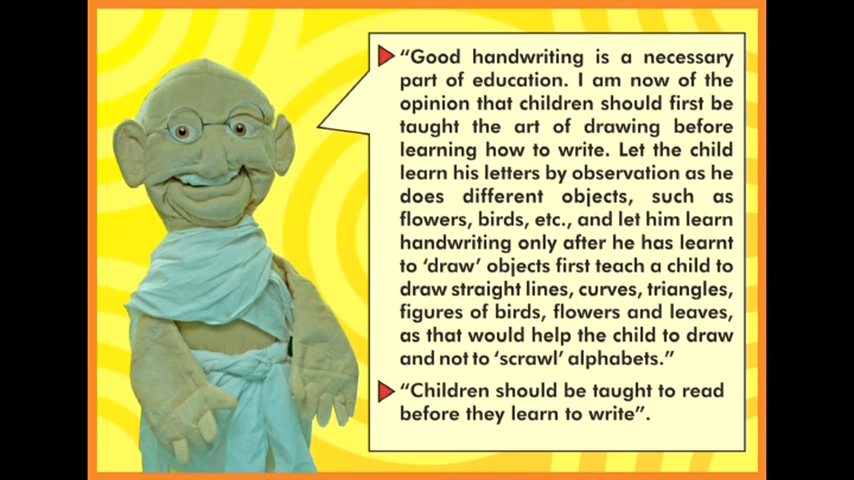 “Good handwriting is a necessary
part of education. I am now of the
opinion that children should first be
taught the art of drawing before
learning how to write. Let the child
learn his letters by observation as he
does different objects, such as
flowers, birds, etc., and let him learn
handwriting only after he has learnt
to ‘draw’ objects first teach a child to
draw straight lines, curves, triangles,
figures of birds, flowers and leaves,
as that would help the child to draw
and not to ‘scrawl’ alphabets.”
“Children should be taught to read
before they learn to write”.